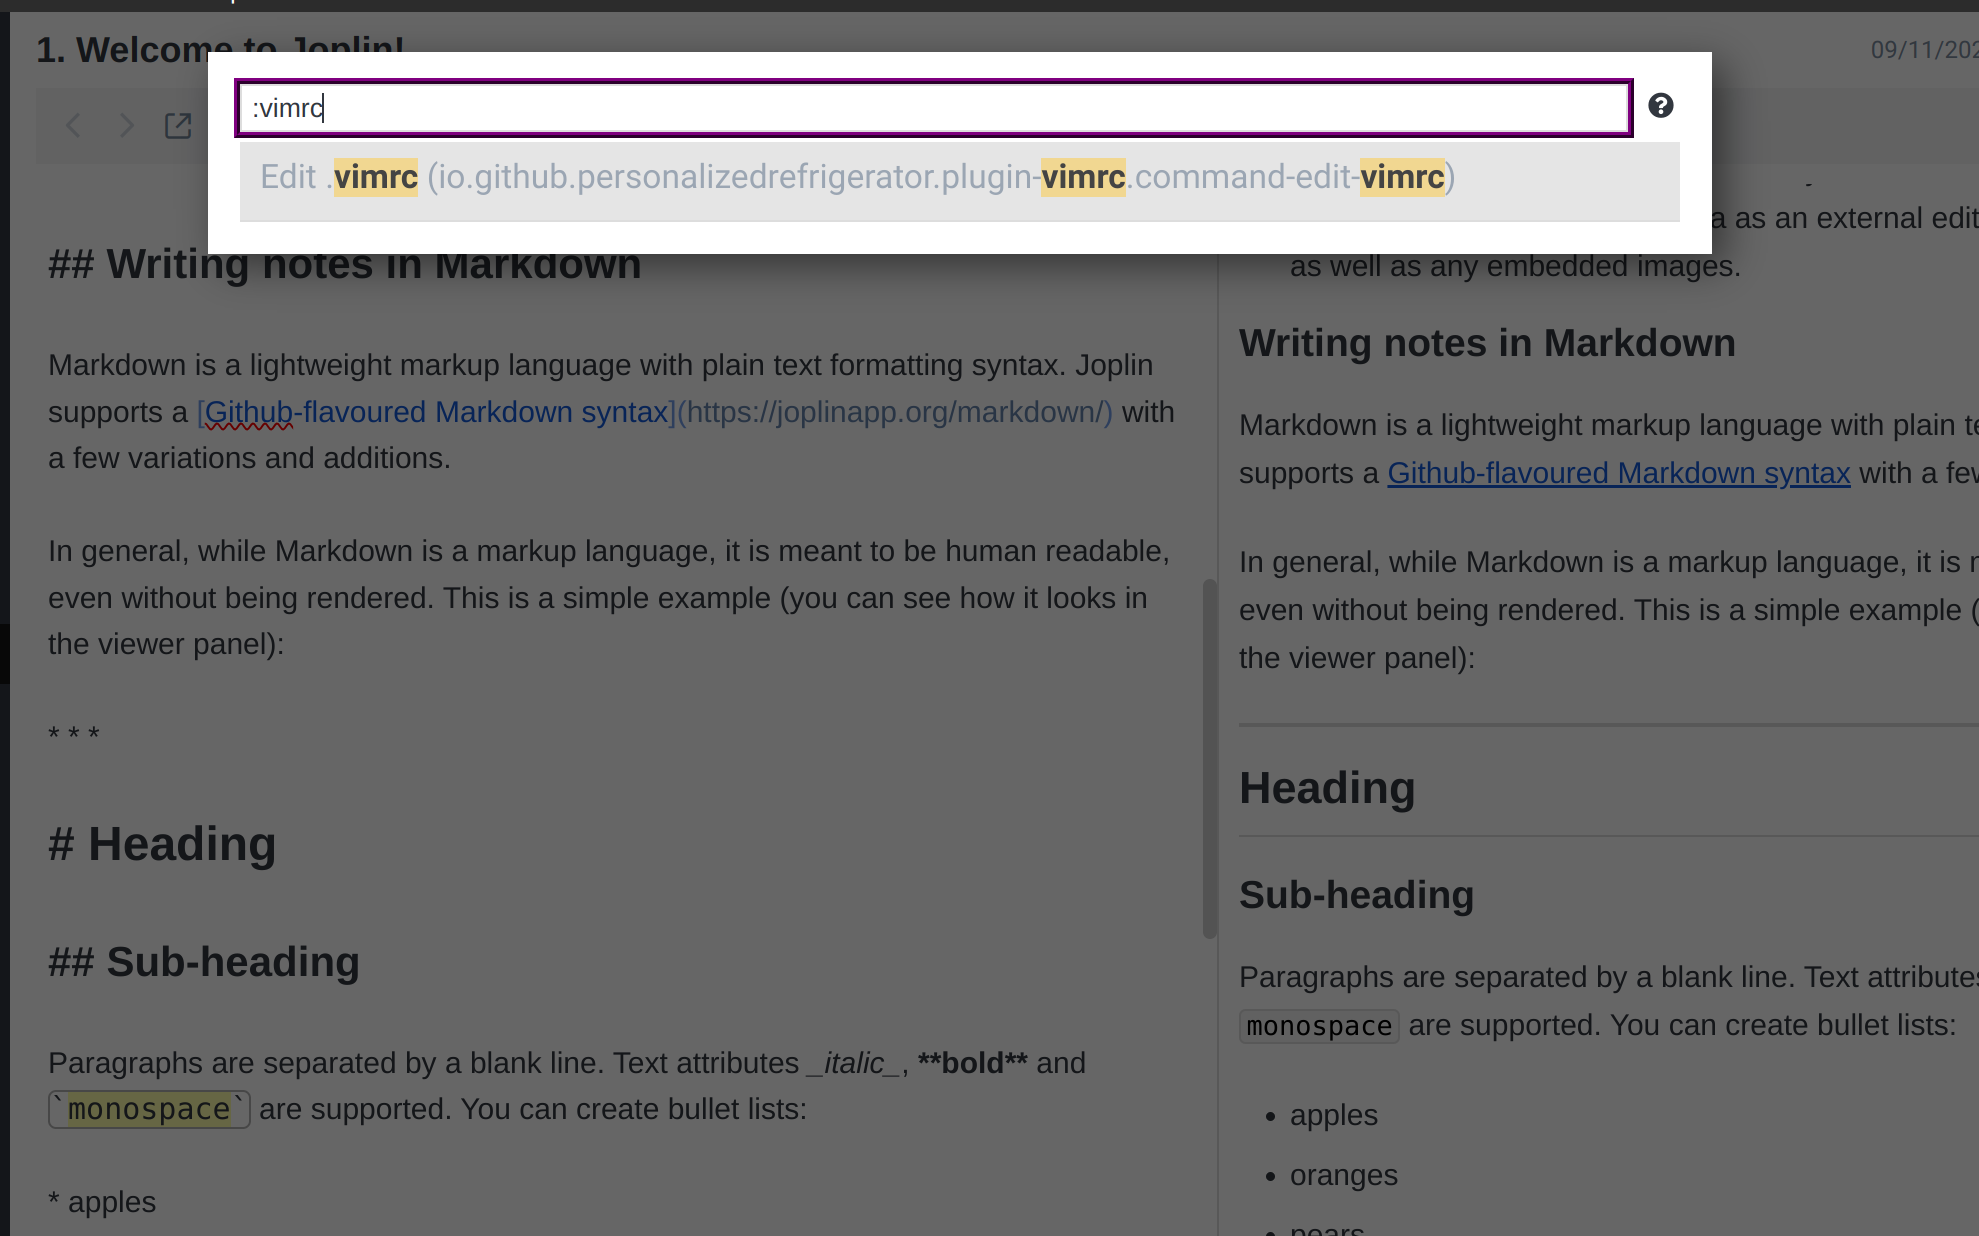 1. Welcome to Joplin!
09/11/202
:vimrc
Edit .vimrc (io.github.personalizedrefrigerator.plugin-vimrc.command-edit-vimrc)
## Writing notes in Markdown
Markdown is a lightweight markup language with plain text formatting syntax. Joplin
supports a [Github-flavoured Markdown syntax](https://joplinapp.org/markdown/) with
a few variations and additions.
In general, while Markdown is a markup language, it is meant to be human readable,
even without being rendered. This is a simple example (you can see how it looks in
the viewer panel):
* * *
# Heading
## Sub-heading
Paragraphs are separated by a blank line. Text attributes _italic_, **bold** and
`monospace` are supported. You can create bullet lists:
* apples
a as an external edit
as well as any embedded images.
Writing notes in Markdown
Markdown is a lightweight markup language with plain te
supports a Github-flavoured Markdown syntax with a few
In general, while Markdown is a markup language, it is
even without being rendered. This is a simple example (
the viewer panel):
Heading
Sub-heading
Paragraphs are separated by a blank line. Text attributes
monospace are supported. You can create bullet lists:
• apples
• oranges
• pears